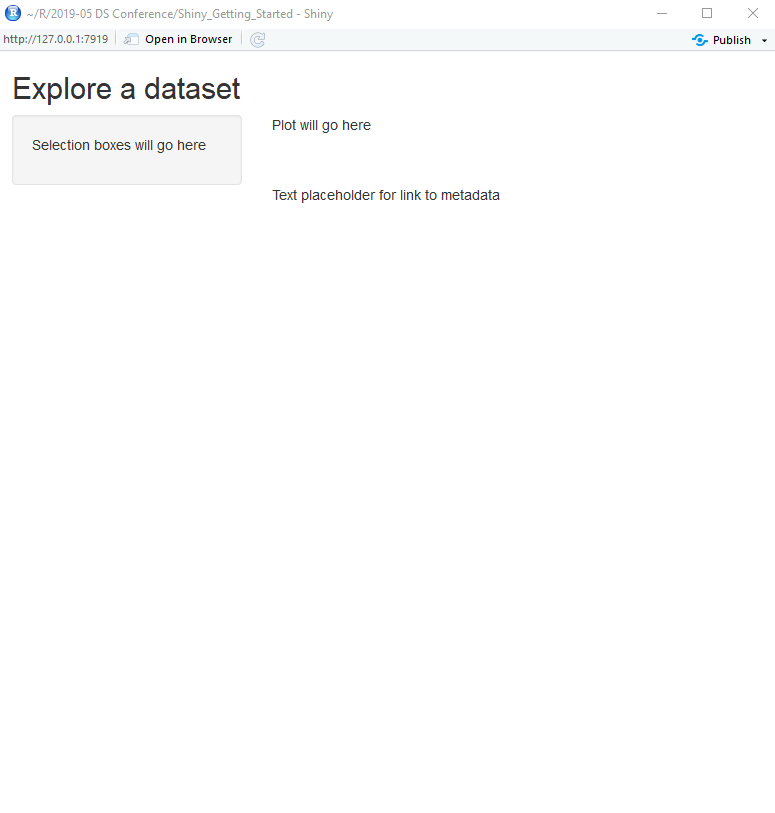 ~/R/2019-05 DS Conference/Shiny_Getting_Started - Shiny
http://127.0.0.1:7919 Open in Browser Publish
Explore a dataset
Selection boxes will go here
Plot will go here
Text placeholder for link to metadata